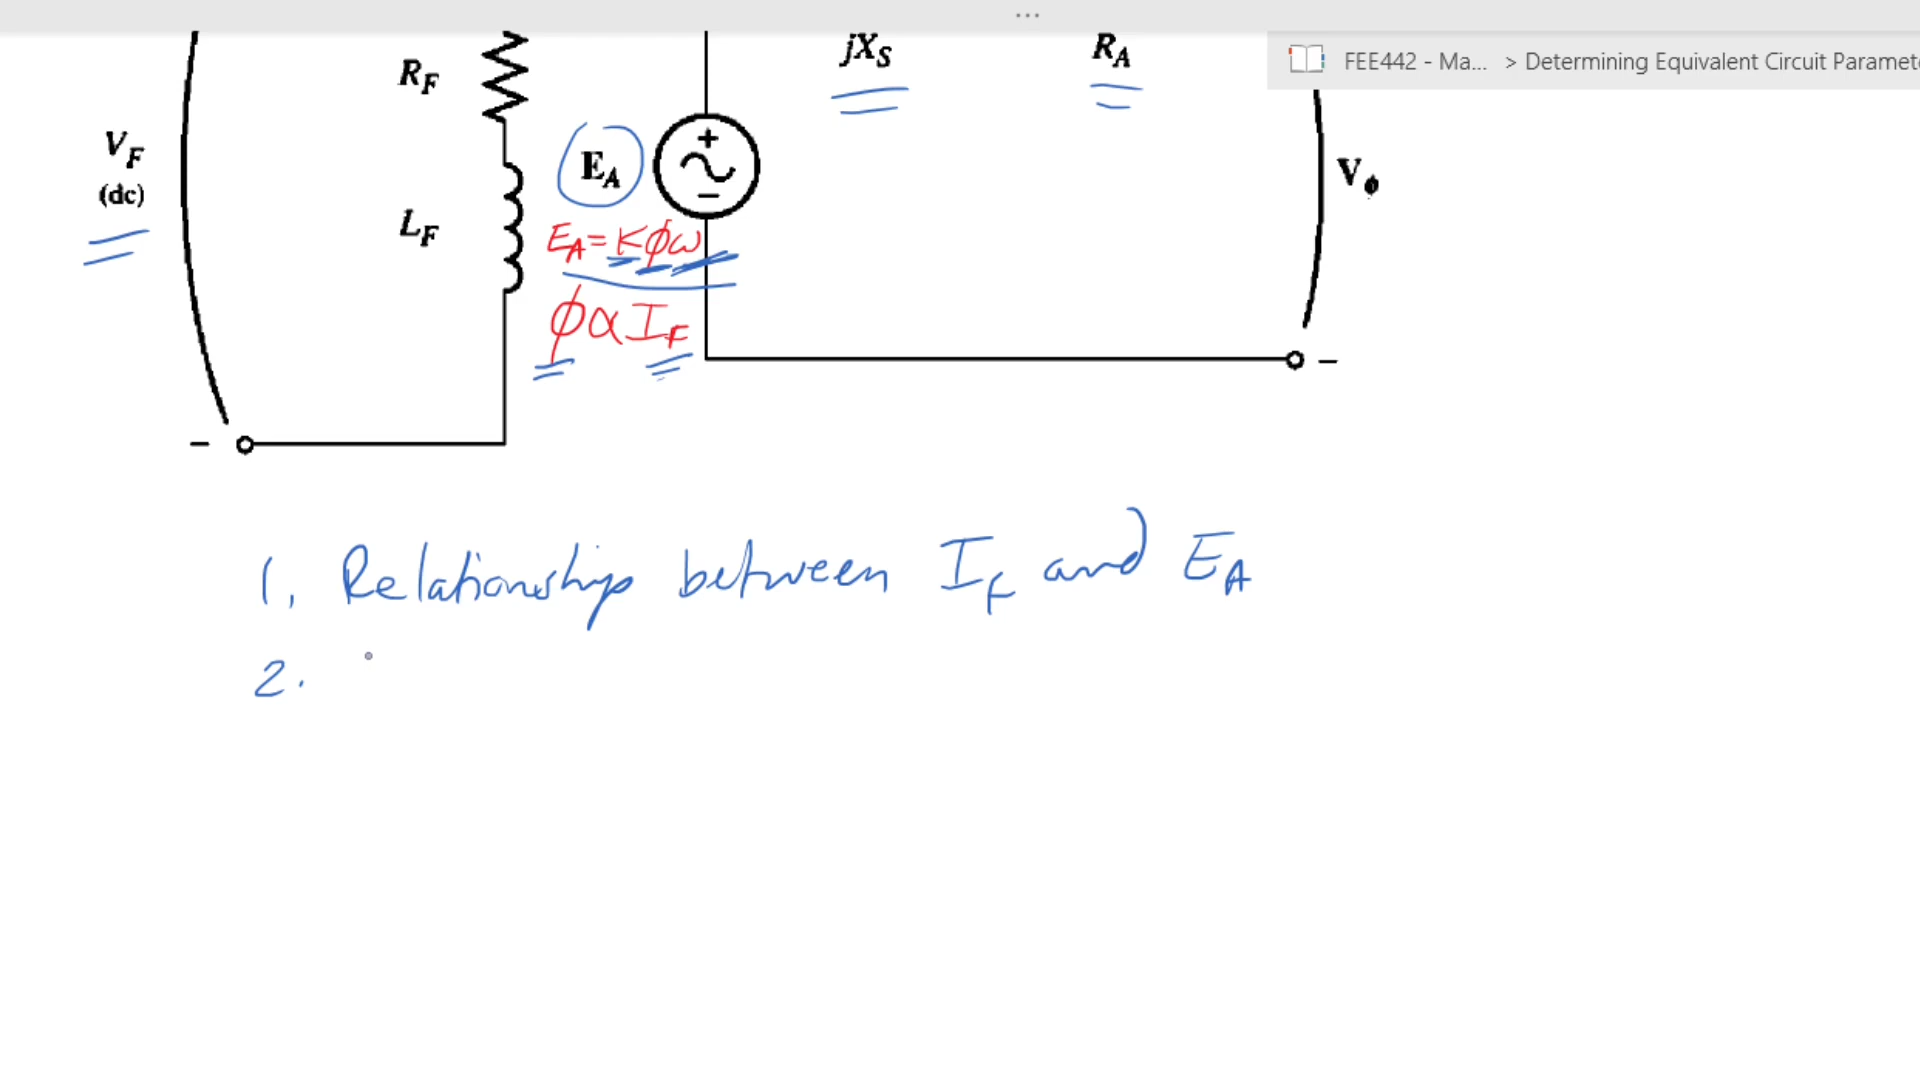 ...
jX_S
R_A
R_F
FEE442 - Ma... > Determining Equivalent Circuit Paramet
V_F
(dc)
E_A
+
−
V_ϕ
L_F
E_A = Kϕω
ϕ α I_F
−
−
1. Relationship between I_F and E_A
2.